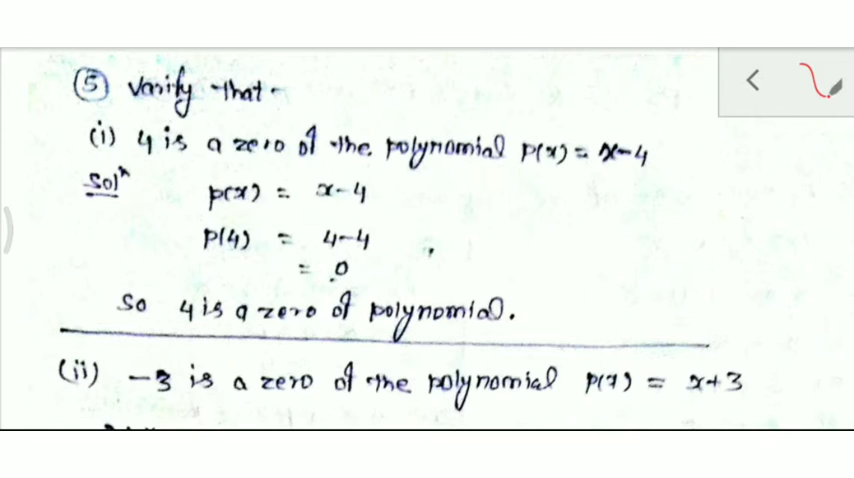 ⑤ Verify that -
(i) 4 is a zero of the polynomial p(x) = x-4
Solⁿ p(x) = x-4
p(4) = 4-4
= 0
So 4 is a zero of polynomial.
(ii) -3 is a zero of the polynomial p(x) = x+3